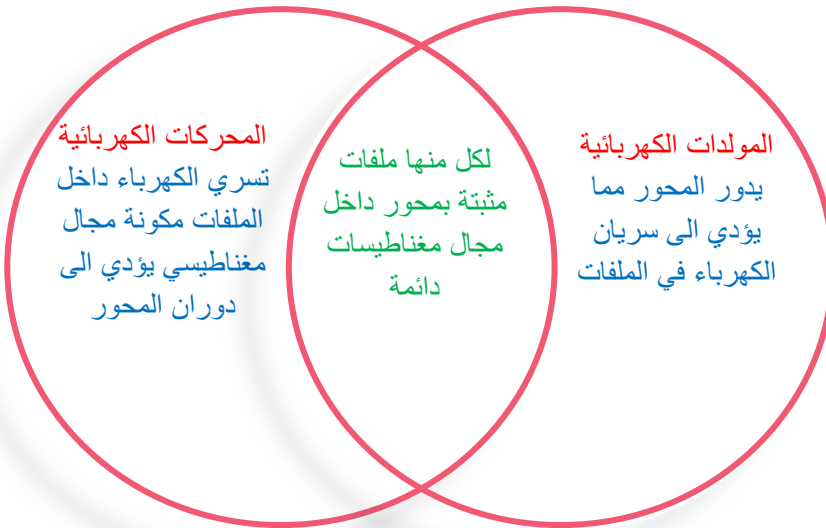 المولدات الكهربائية
يدور المحور مما
يؤدي الى سريان
الكهرباء في الملفات
لكل منها ملفات
مثبتة بمحور داخل
مجال مغناطيسات
دائمة
المحركات الكهربائية
تسري الكهرباء داخل
الملفات مكونة مجال
مغناطيسي يؤدي الى
دوران المحور